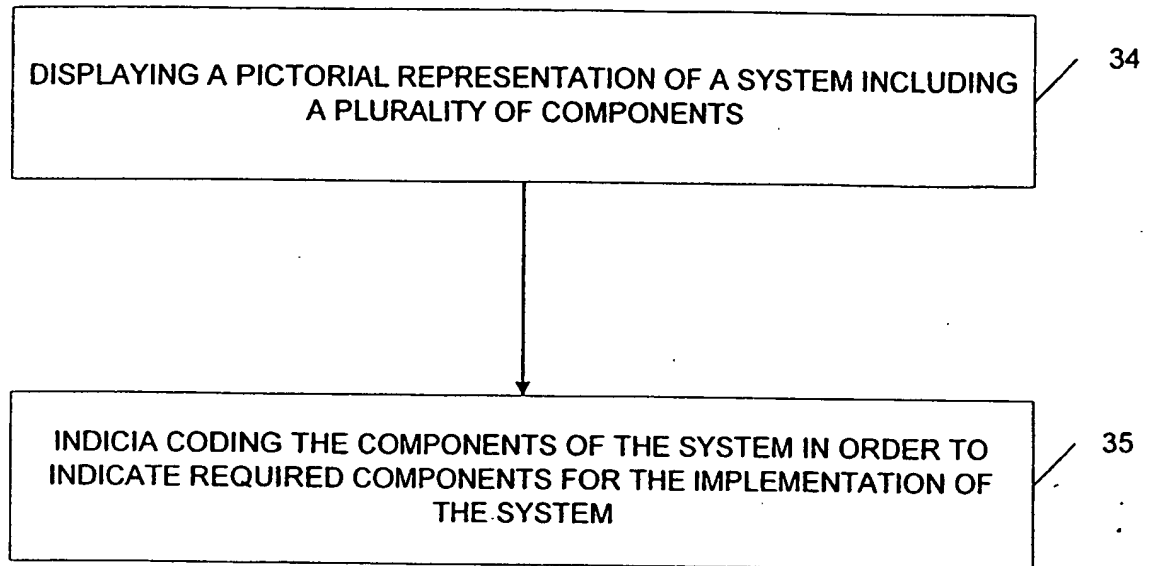 DISPLAYING A PICTORIAL REPRESENTATION OF A SYSTEM INCLUDING
A PLURALITY OF COMPONENTS
34
INDICIA CODING THE COMPONENTS OF THE SYSTEM IN ORDER TO
INDICATE REQUIRED COMPONENTS FOR THE IMPLEMENTATION OF
THE SYSTEM
35